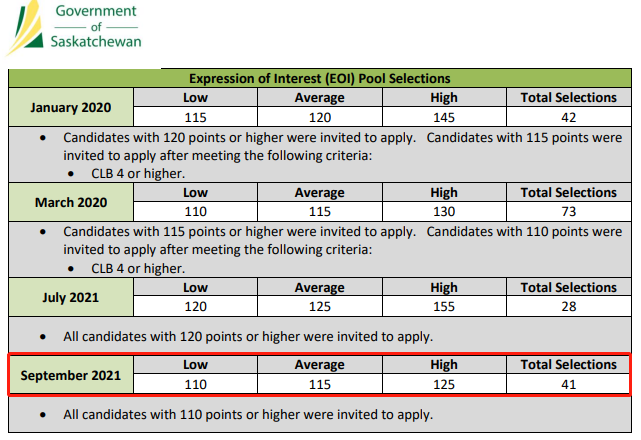 Government
of
Saskatchewan
Expression of Interest (EOI) Pool Selections
January 2020
Low Average High Total Selections
115 120 145 42
• Candidates with 120 points or higher were invited to apply. Candidates with 115 points were
invited to apply after meeting the following criteria:
• CLB 4 or higher.
March 2020
Low Average High Total Selections
110 115 130 73
• Candidates with 115 points or higher were invited to apply. Candidates with 110 points were
invited to apply after meeting the following criteria:
• CLB 4 or higher.
July 2021
Low Average High Total Selections
120 125 155 28
• All candidates with 120 points or higher were invited to apply.
September 2021
Low Average High Total Selections
110 115 125 41
• All candidates with 110 points or higher were invited to apply.